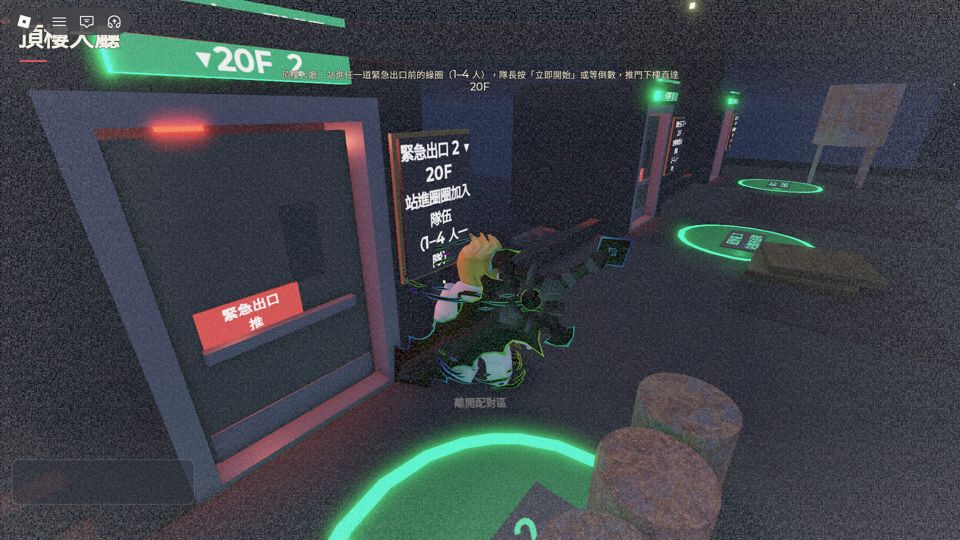 頂樓大廳
▼20F 2
頂樓大廳：站進任一道緊急出口前的綠圈（1–4 人），隊長按「立即開始」或等倒數，推門下樓直達
20F
緊急出口 2 ▼
20F
站進圈圈加入
隊伍
(1–4 人一
隊)
緊急出口
推
離開配對區
2